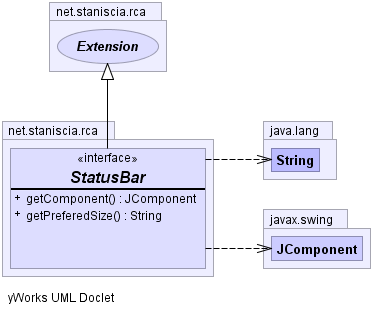 net.staniscia.rca
Extension
net.staniscia.rca
«interface»
StatusBar
+ getComponent() : JComponent
+ getPreferedSize() : String
java.lang
String
javax.swing
JComponent
yWorks UML Doclet